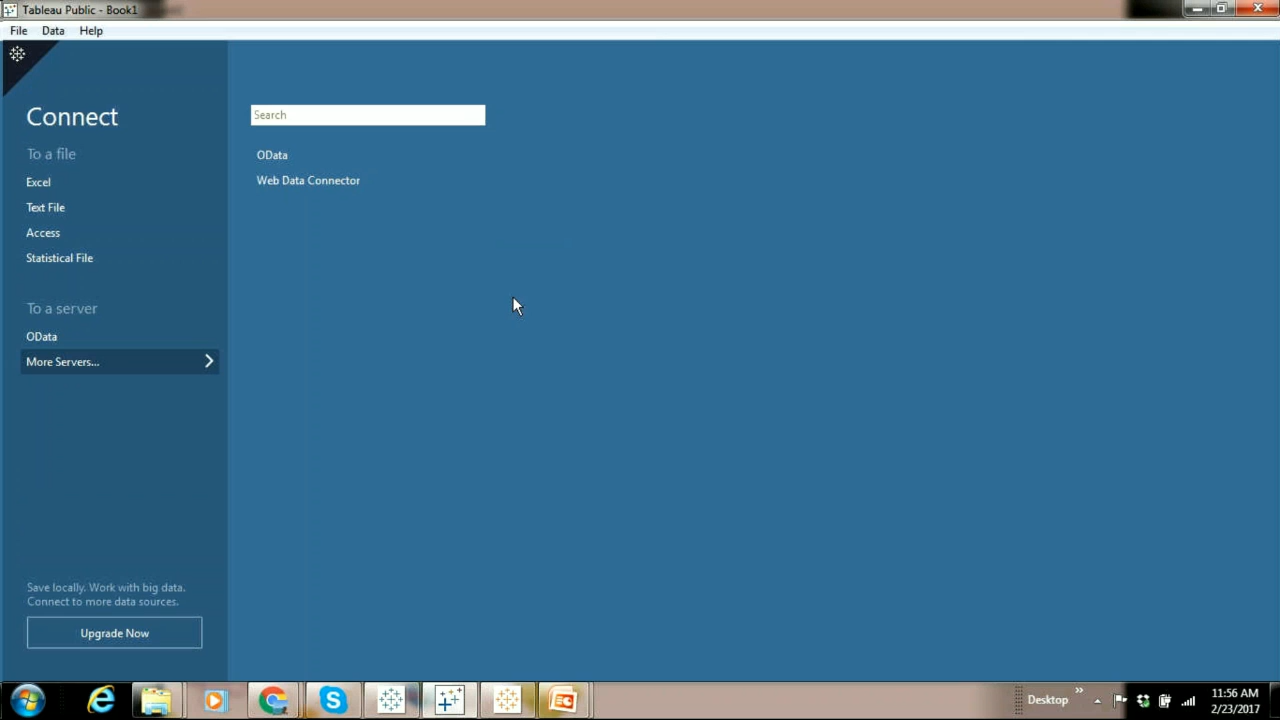 Tableau Public - Book1
File Data Help
Connect
To a file
Excel
Text File
Access
Statistical File
To a server
OData
More Servers...
Save locally. Work with big data.
Connect to more data sources.
Upgrade Now
Search
OData
Web Data Connector
Desktop
11:56 AM
2/23/2017